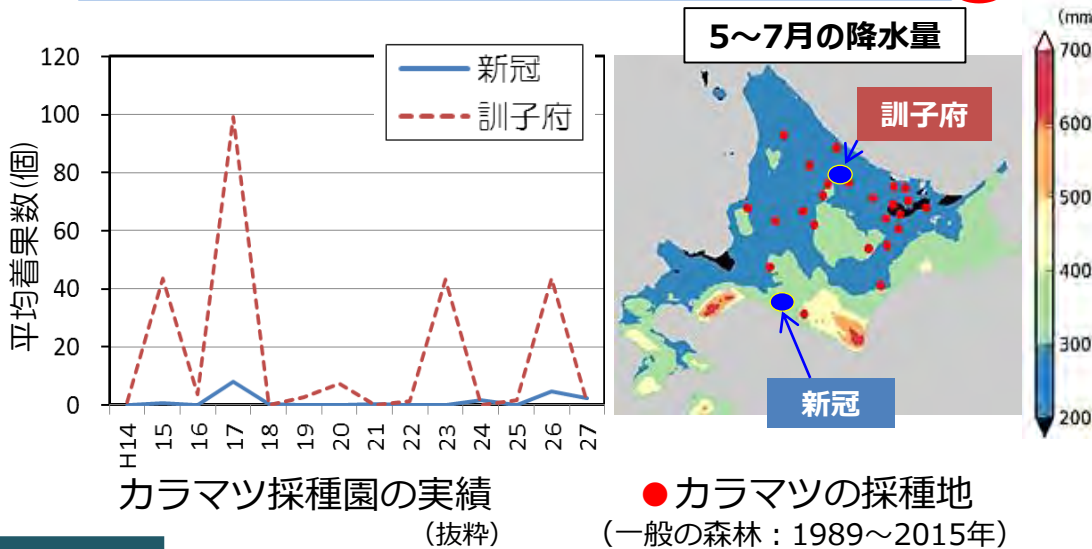 5～7月の降水量
(mm
700
600
500
400
300
200
訓子府
新冠
新冠
訓子府
平均着果数(個)
120
100
80
60
40
20
0
H14
15
16
17
18
19
20
21
22
23
24
25
26
27
カラマツ採種園の実績
(抜粋)
●カラマツの採種地
(一般の森林：1989～2015年)